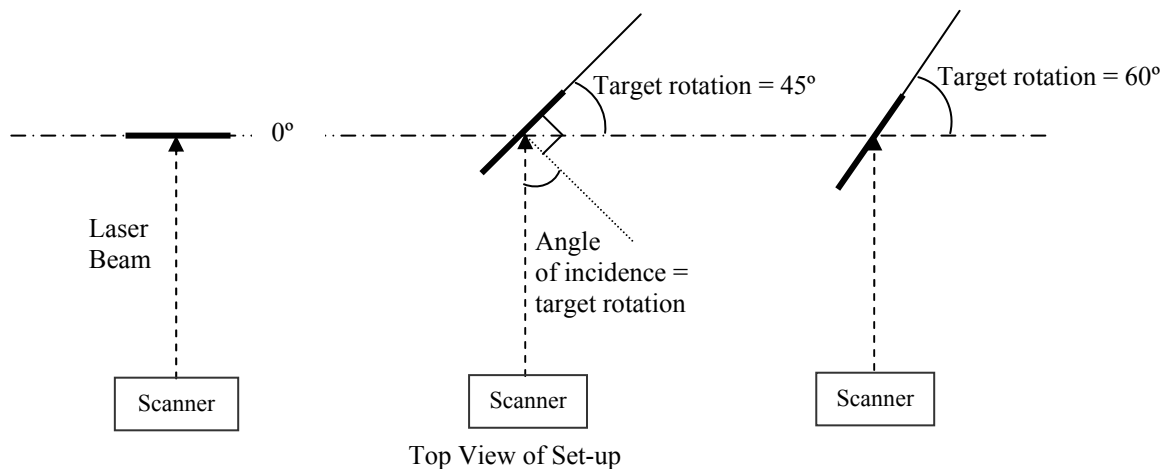 Target rotation = 45º
Target rotation = 60º
0º
Laser
Beam
Angle
of incidence =
target rotation
Scanner
Scanner
Scanner
Top View of Set-up